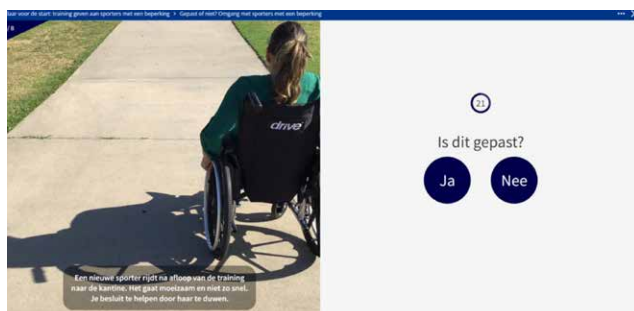 laar voor de start: training geven aan sporters met een beperking > Gepast of niet? Omgang met sporters met een beperking
/ 8
drive
21
Is dit gepast?
Ja
Nee
Een nieuwe sporter rijdt na afloop van de training
naar de kantine. Het gaat moeizaam en niet zo snel.
Je besluit te helpen door haar te duwen.